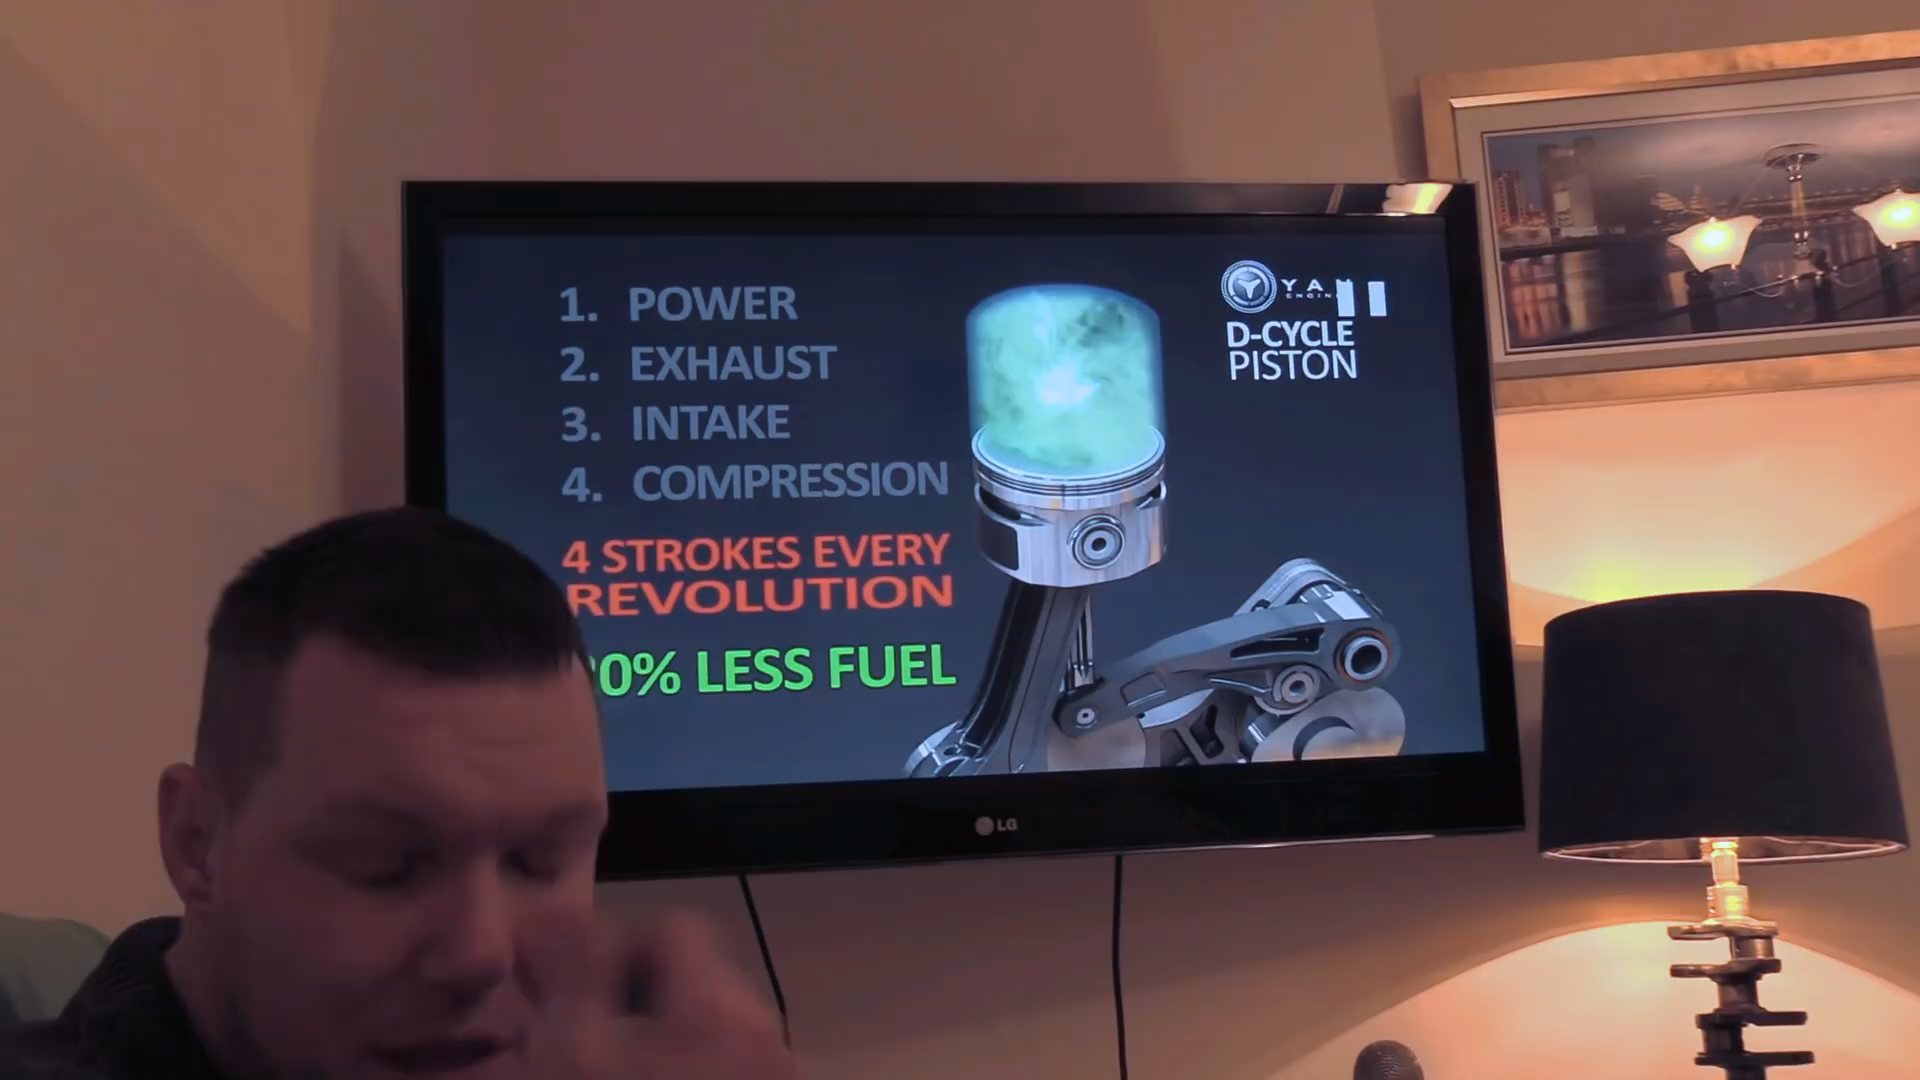 1. POWER
2. EXHAUST
3. INTAKE
4. COMPRESSION
4 STROKES EVERY
REVOLUTION
0% LESS FUEL
D-CYCLE
PISTON
LG